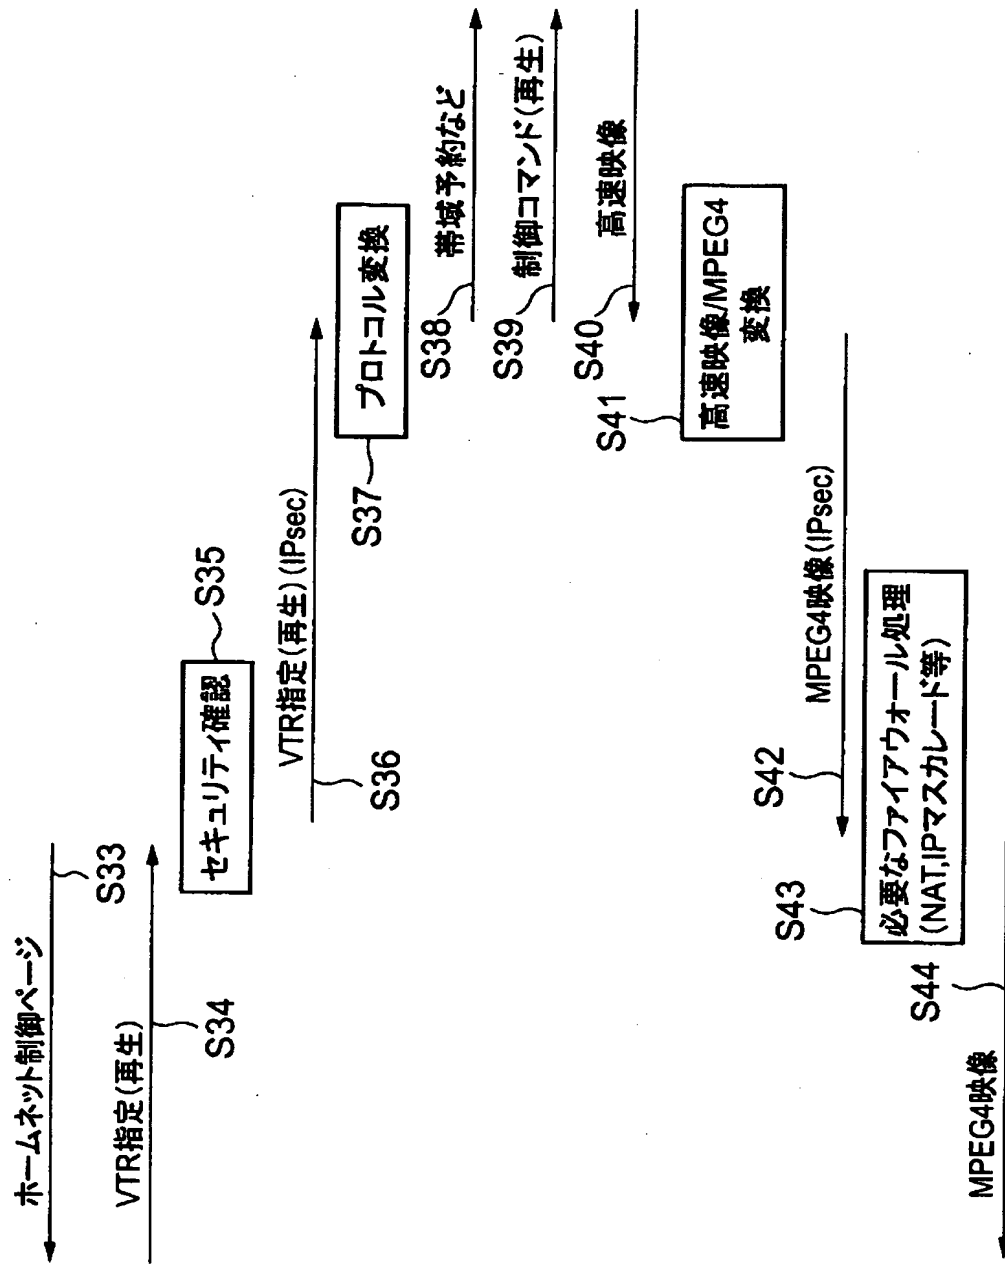 ホームネット制御ページ
S33
VTR指定(再生)
S34
セキュリティ確認
S35
VTR指定(再生)(IPsec)
S36
プロトコル変換
S37
帯域予約など
S38
制御コマンド(再生)
S39
高速映像
S40
S41
高速映像/MPEG4
変換
MPEG4映像(IPsec)
S42
S43
必要なファイアウォール処理
(NAT,IPマスカレード等)
S44
MPEG4映像